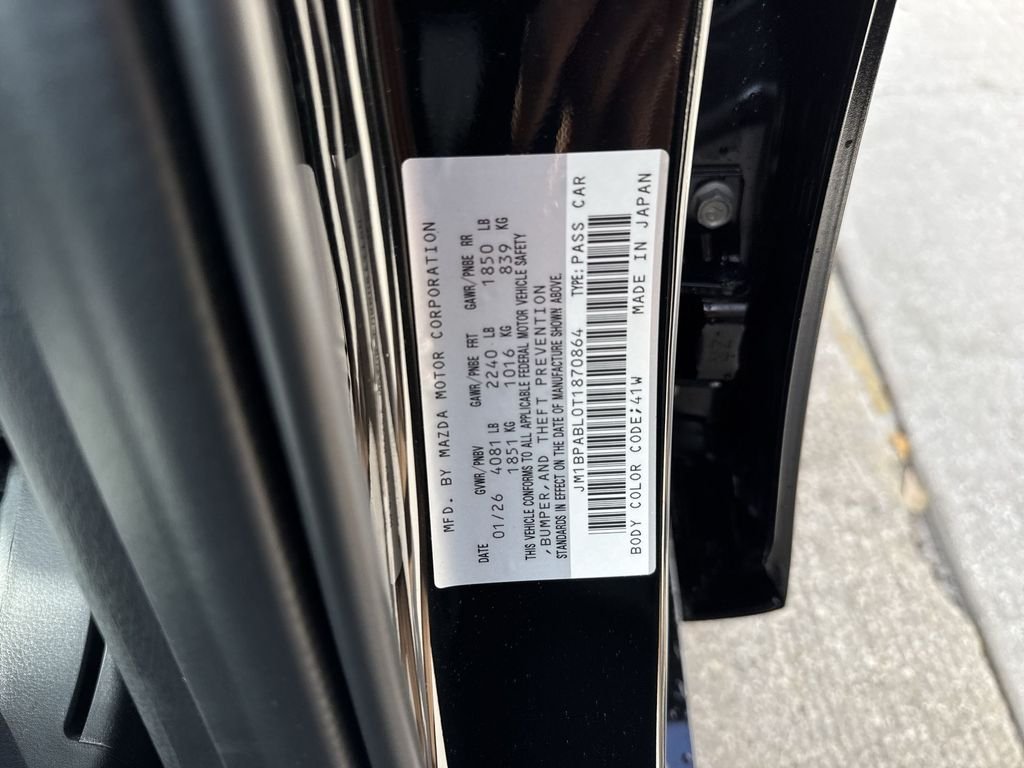 MFD. BY MAZDA MOTOR CORPORATION
DATE GVWR/PNBV GAWR/PNBE FRT GAWR/PNBE RR
01/26 4081 LB 2240 LB 1850 LB
1851 KG 1016 KG 839 KG
THIS VEHICLE CONFORMS TO ALL APPLICABLE FEDERAL MOTOR VEHICLE SAFETY
,BUMPER,AND THEFT PREVENTION
STANDARDS IN EFFECT ON THE DATE OF MANUFACTURE SHOWN ABOVE.
JM1BPABL0T1870864 TYPE:PASS CAR
BODY COLOR CODE;41W MADE IN JAPAN